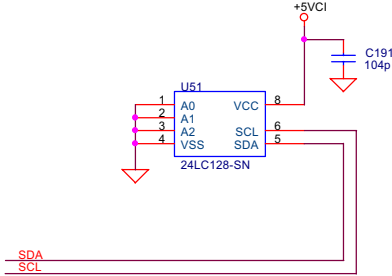 +5VCI
C191
104p
U51
1 A0 VCC 8
2 A1
3 A2 SCL 6
4 VSS SDA 5
24LC128-SN
SDA
SCL